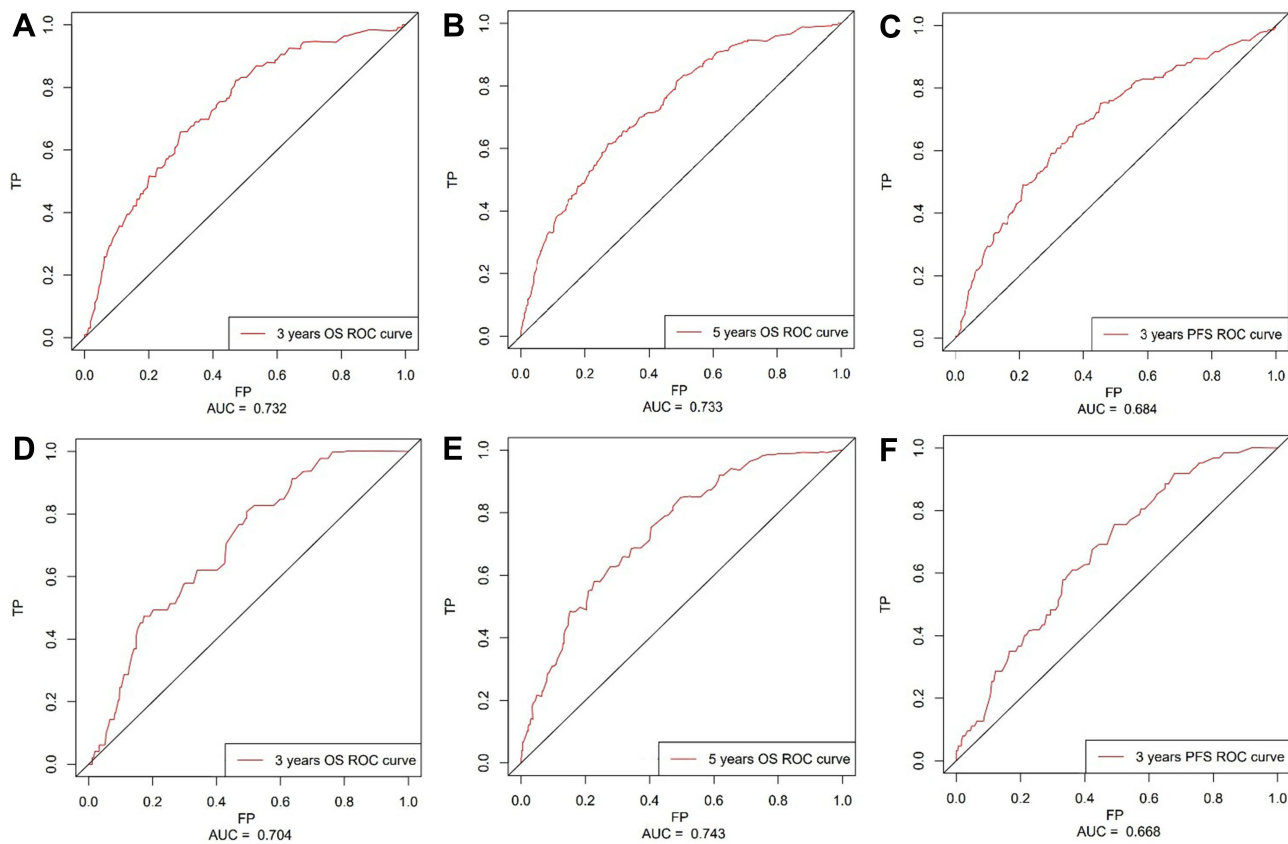 A
TP
1.0
0.8
0.6
0.4
0.2
0.0
3 years OS ROC curve
0.0 0.2 0.4 0.6 0.8 1.0
FP
AUC = 0.732
B
TP
1.0
0.8
0.6
0.4
0.2
0.0
5 years OS ROC curve
0.0 0.2 0.4 0.6 0.8 1.0
FP
AUC = 0.733
C
TP
1.0
0.8
0.6
0.4
0.2
0.0
3 years PFS ROC curve
0.0 0.2 0.4 0.6 0.8 1.0
FP
AUC = 0.684
D
TP
1.0
0.8
0.6
0.4
0.2
0.0
3 years OS ROC curve
0.0 0.2 0.4 0.6 0.8 1.0
FP
AUC = 0.704
E
TP
1.0
0.8
0.6
0.4
0.2
0.0
5 years OS ROC curve
0.0 0.2 0.4 0.6 0.8 1.0
FP
AUC = 0.743
F
TP
1.0
0.8
0.6
0.4
0.2
0.0
3 years PFS ROC curve
0.0 0.2 0.4 0.6 0.8 1.0
FP
AUC = 0.668